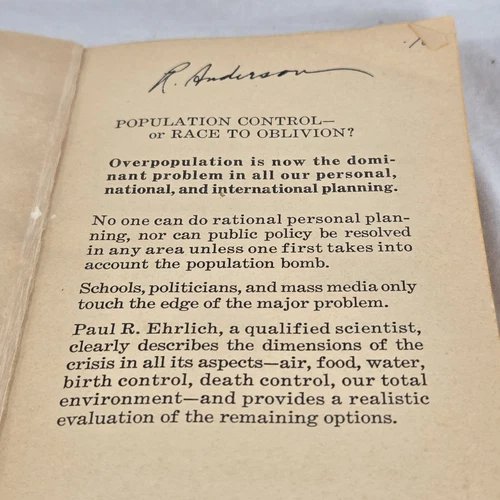 R. Anderson
POPULATION CONTROL—
or RACE TO OBLIVION?
Overpopulation is now the domi-
nant problem in all our personal,
national, and international planning.
No one can do rational personal plan-
ning, nor can public policy be resolved
in any area unless one first takes into
account the population bomb.
Schools, politicians, and mass media only
touch the edge of the major problem.
Paul R. Ehrlich, a qualified scientist,
clearly describes the dimensions of the
crisis in all its aspects—air, food, water,
birth control, death control, our total
environment—and provides a realistic
evaluation of the remaining options.